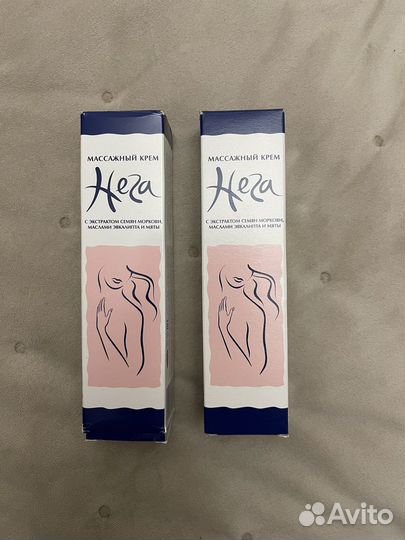 МАССАЖНЫЙ КРЕМ
Нега
С ЭКСТРАКТОМ СЕМЯН МОРКОВИ,
МАСЛАМИ ЭВКАЛИПТА И МЯТЫ
МАССАЖНЫЙ КРЕМ
Нега
С ЭКСТРАКТОМ СЕМЯН МОРКОВИ,
МАСЛАМИ ЭВКАЛИПТА И МЯТЫ
Avito